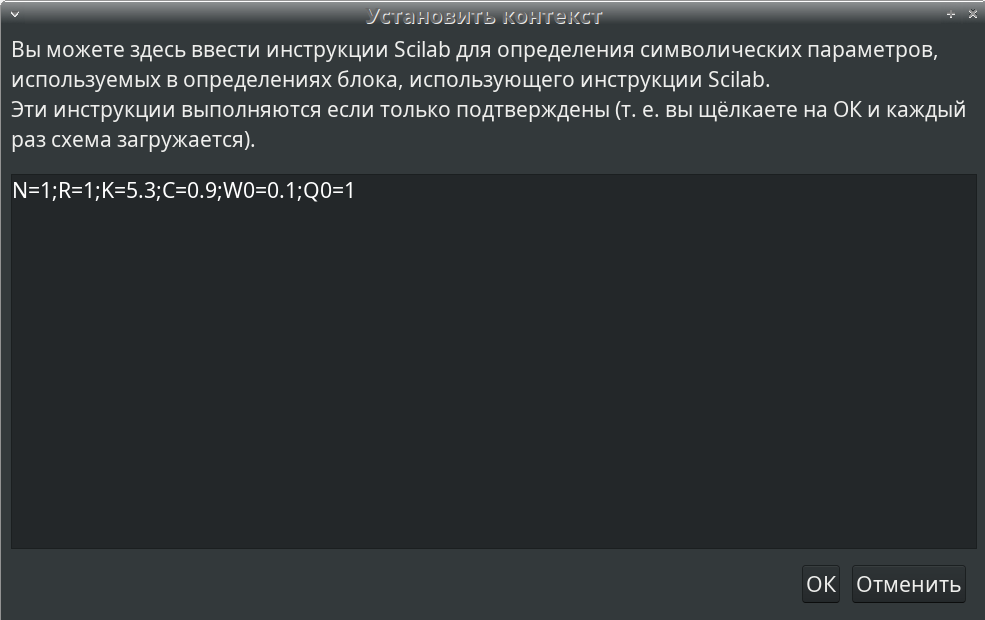 Установить контекст
Вы можете здесь ввести инструкции Scilab для определения символических параметров,
используемых в определениях блока, использующего инструкции Scilab.
Эти инструкции выполняются если только подтверждены (т. е. вы щёлкаете на ОК и каждый
раз схема загружается).
N=1;R=1;K=5.3;C=0.9;W0=0.1;Q0=1
ОК Отменить